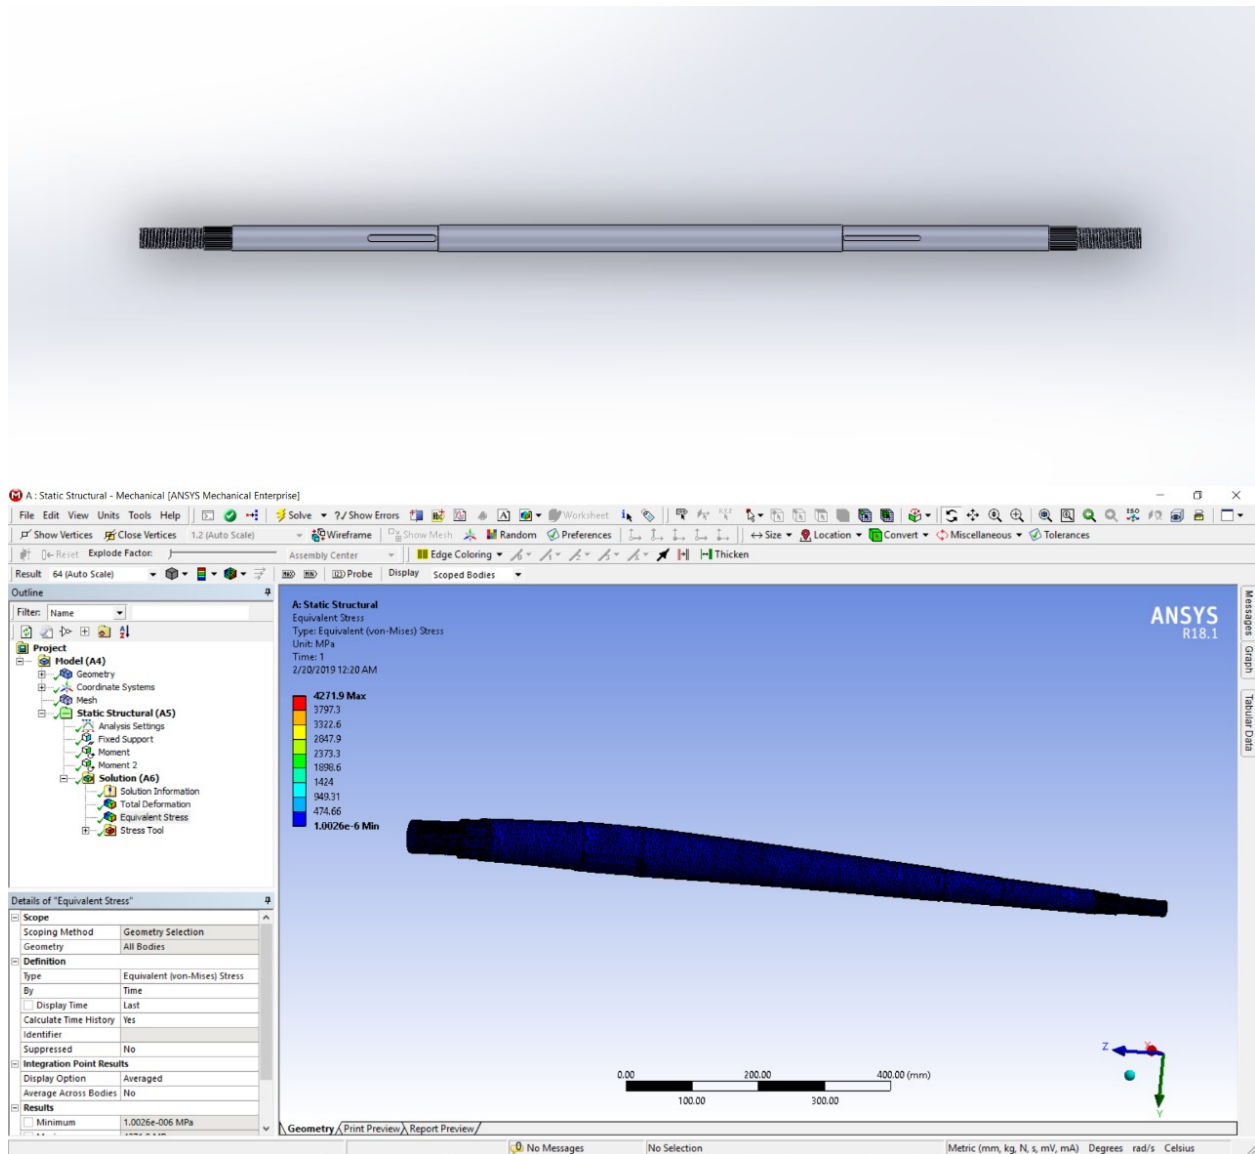 A : Static Structural - Mechanical [ANSYS Mechanical Enterprise]
File Edit View Units Tools Help Solve ?/ Show Errors Worksheet
Show Vertices Close Vertices 1.2 (Auto Scale) Wireframe Show Mesh Random Preferences Size Location Convert Miscellaneous Tolerances
Reset Explode Factor: Assembly Center Edge Coloring Thicken
Result 64 (Auto Scale) Probe Display Scoped Bodies
Outline
Filter: Name
Project
Model (A4)
Geometry
Coordinate Systems
Mesh
Static Structural (A5)
Analysis Settings
Fixed Support
Moment
Moment 2
Solution (A6)
Solution Information
Total Deformation
Equivalent Stress
Stress Tool
Details of "Equivalent Stress"
Scope
Scoping Method Geometry Selection
Geometry All Bodies
Definition
Type Equivalent (von-Mises) Stress
By Time
Display Time Last
Calculate Time History Yes
Identifier
Suppressed No
Integration Point Results
Display Option Averaged
Average Across Bodies No
Results
Minimum 1.0026e-006 MPa
A: Static Structural
Equivalent Stress
Type: Equivalent (von-Mises) Stress
Unit: MPa
Time: 1
2/20/2019 12:20 AM
4271.9 Max
3797.3
3322.6
2847.9
2373.3
1898.6
1424
949.31
474.66
1.0026e-6 Min
ANSYS
R18.1
Messages
Graph
Tabular Data
0.00 200.00 400.00 (mm)
100.00 300.00
Z
Y
Geometry Print Preview Report Preview
No Messages No Selection Metric (mm, kg, N, s, mV, mA) Degrees rad/s Celsius